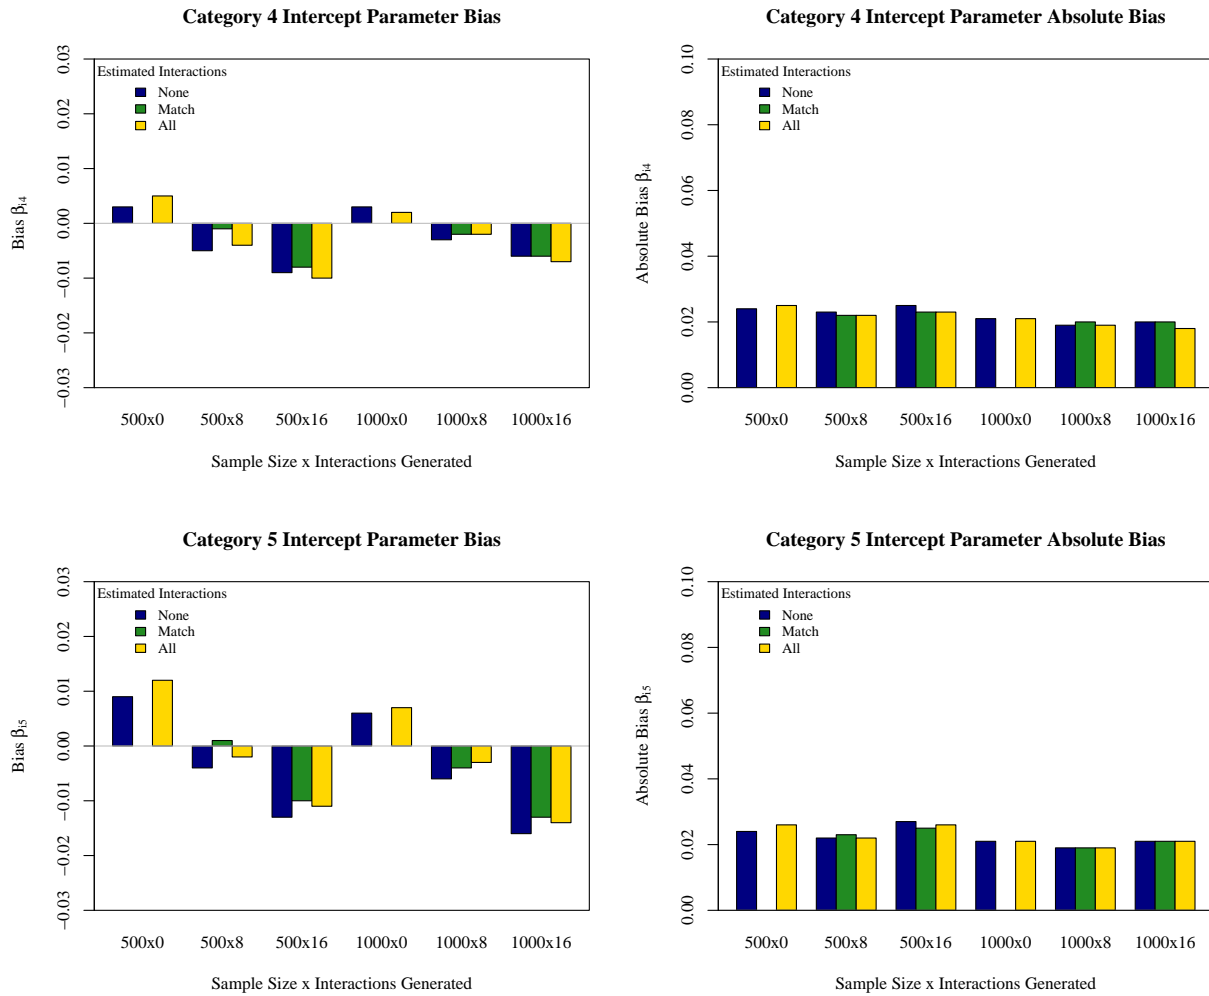 Category 4 Intercept Parameter Bias
Estimated Interactions
None
Match
All
0.03
0.02
0.01
0.00
−0.01
−0.02
−0.03
Bias βi4
500x0 500x8 500x16 1000x0 1000x8 1000x16
Sample Size x Interactions Generated
Category 4 Intercept Parameter Absolute Bias
Estimated Interactions
None
Match
All
0.10
0.08
0.06
0.04
0.02
0.00
Absolute Bias βi4
500x0 500x8 500x16 1000x0 1000x8 1000x16
Sample Size x Interactions Generated
Category 5 Intercept Parameter Bias
Estimated Interactions
None
Match
All
0.03
0.02
0.01
0.00
−0.01
−0.02
−0.03
Bias βi5
500x0 500x8 500x16 1000x0 1000x8 1000x16
Sample Size x Interactions Generated
Category 5 Intercept Parameter Absolute Bias
Estimated Interactions
None
Match
All
0.10
0.08
0.06
0.04
0.02
0.00
Absolute Bias βi5
500x0 500x8 500x16 1000x0 1000x8 1000x16
Sample Size x Interactions Generated